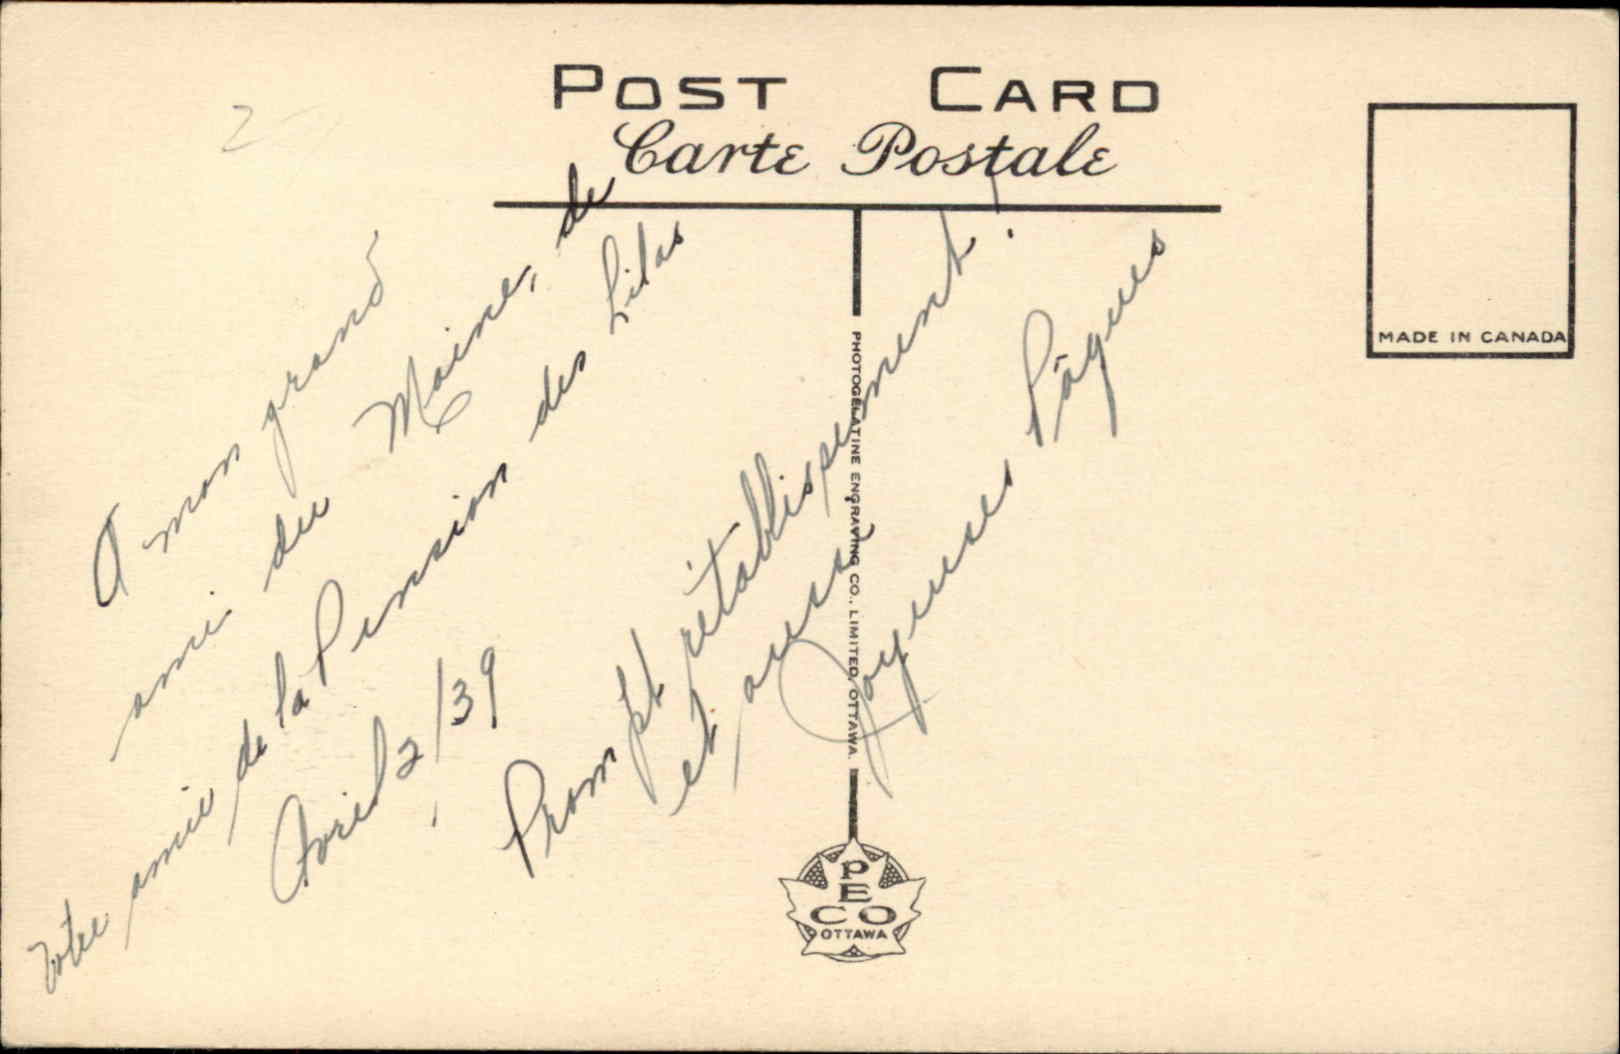 POST CARD
Carte Postale
2
A mon grand
ami du Maine, de
Votre amie de la Pension des Lilas
Avril 2/39
Prompt rétablissement!
et aussi
Joyeuses Pâques
MADE IN CANADA
PHOTOGELATINE ENGRAVING CO., LIMITED, OTTAWA.
PECO
OTTAWA